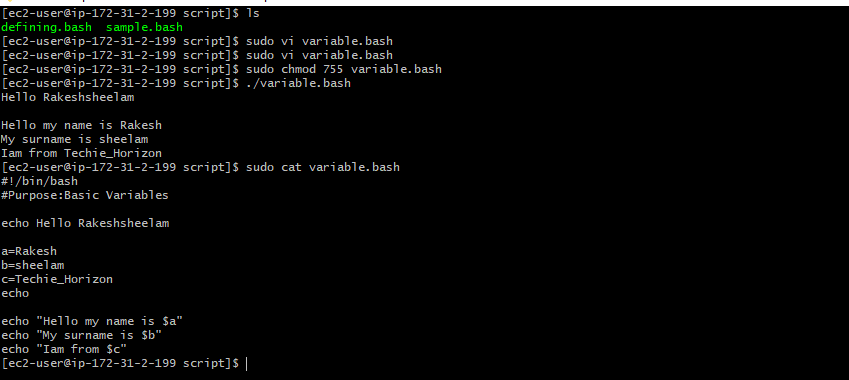 [ec2-user@ip-172-31-2-199 script]$ ls
defining.bash  sample.bash
[ec2-user@ip-172-31-2-199 script]$ sudo vi variable.bash
[ec2-user@ip-172-31-2-199 script]$ sudo vi variable.bash
[ec2-user@ip-172-31-2-199 script]$ sudo chmod 755 variable.bash
[ec2-user@ip-172-31-2-199 script]$ ./variable.bash
Hello Rakeshsheelam
Hello my name is Rakesh
My surname is sheelam
Iam from Techie_Horizon
[ec2-user@ip-172-31-2-199 script]$ sudo cat variable.bash
#!/bin/bash
#Purpose:Basic Variables
echo Hello Rakeshsheelam
a=Rakesh
b=sheelam
c=Techie_Horizon
echo
echo "Hello my name is $a"
echo "My surname is $b"
echo "Iam from $c"
[ec2-user@ip-172-31-2-199 script]$